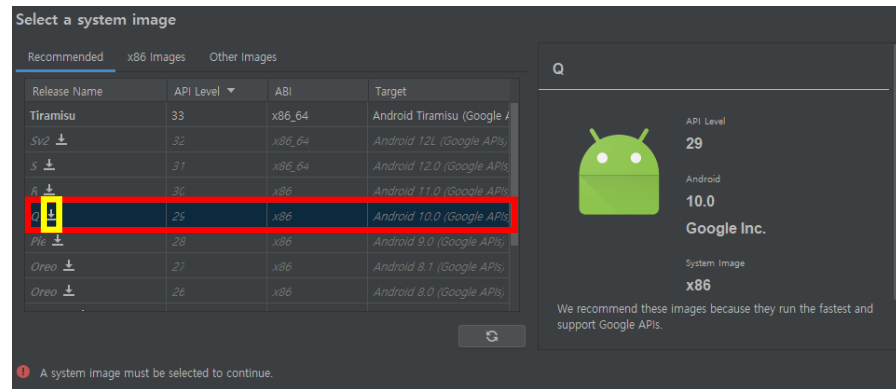 Select a system image
Recommended x86 Images Other Images
Release Name API Level ABI Target
Tiramisu 33 x86_64 Android Tiramisu (Google A
Sv2 32 x86_64 Android 12L (Google APIs)
S 31 x86_64 Android 12.0 (Google APIs)
R 30 x86 Android 11.0 (Google APIs)
Q 29 x86 Android 10.0 (Google APIs)
Pie 28 x86 Android 9.0 (Google APIs)
Oreo 27 x86 Android 8.1 (Google APIs)
Oreo 26 x86 Android 8.0 (Google APIs)
A system image must be selected to continue.
Q
API Level
29
Android
10.0
Google Inc.
System Image
x86
We recommend these images because they run the fastest and
support Google APIs.